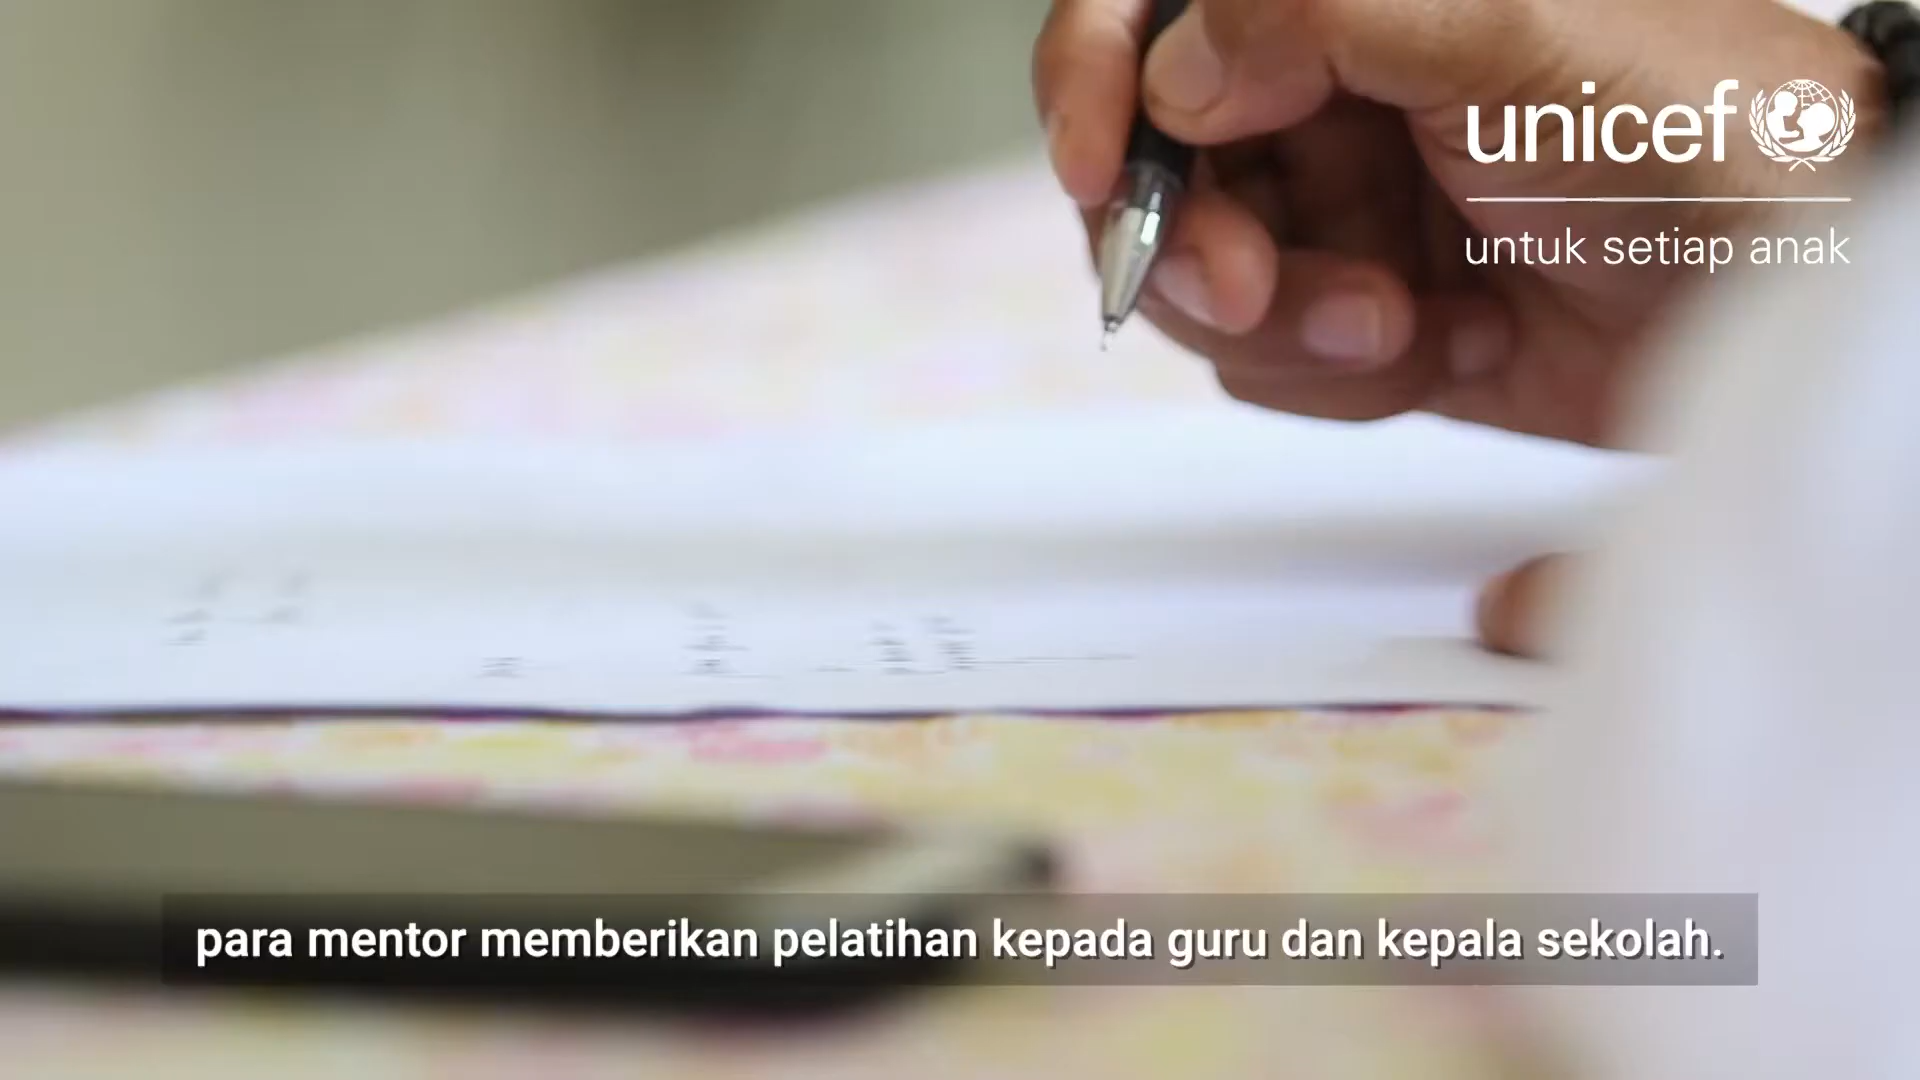 unicef
untuk setiap anak
para mentor memberikan pelatihan kepada guru dan kepala sekolah.